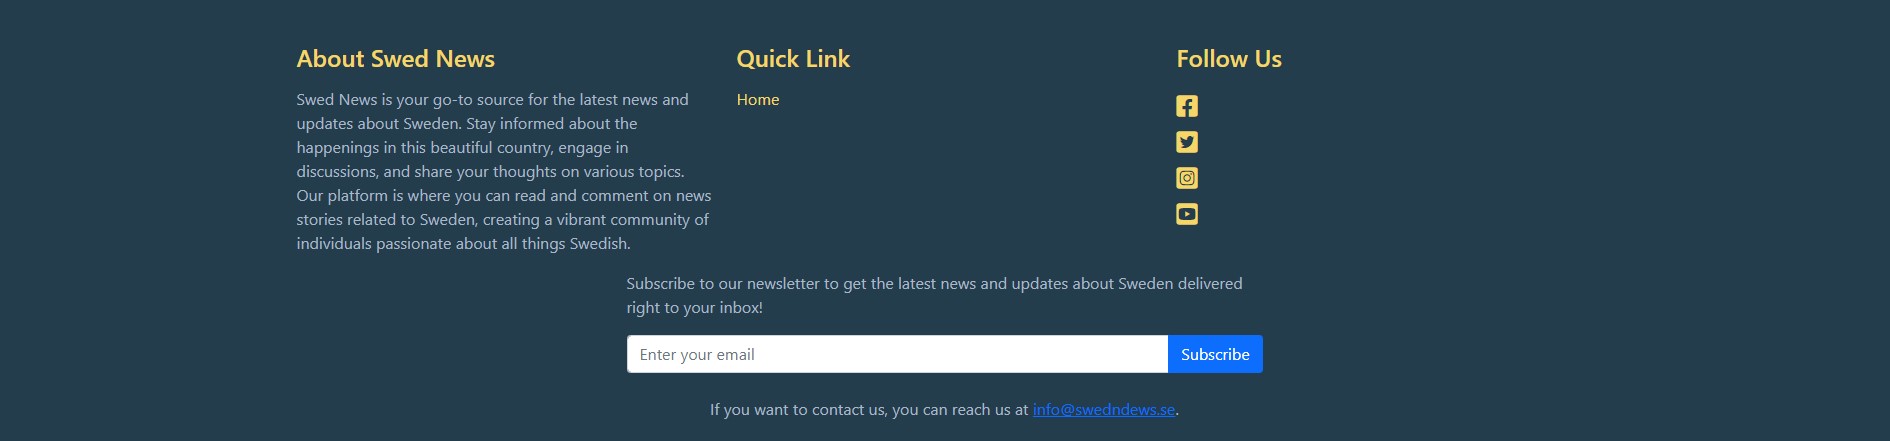 About Swed News
Swed News is your go-to source for the latest news and
updates about Sweden. Stay informed about the
happenings in this beautiful country, engage in
discussions, and share your thoughts on various topics.
Our platform is where you can read and comment on news
stories related to Sweden, creating a vibrant community of
individuals passionate about all things Swedish.
Quick Link
Home
Follow Us
Subscribe to our newsletter to get the latest news and updates about Sweden delivered
right to your inbox!
Enter your email
Subscribe
If you want to contact us, you can reach us at info@swedndews.se.